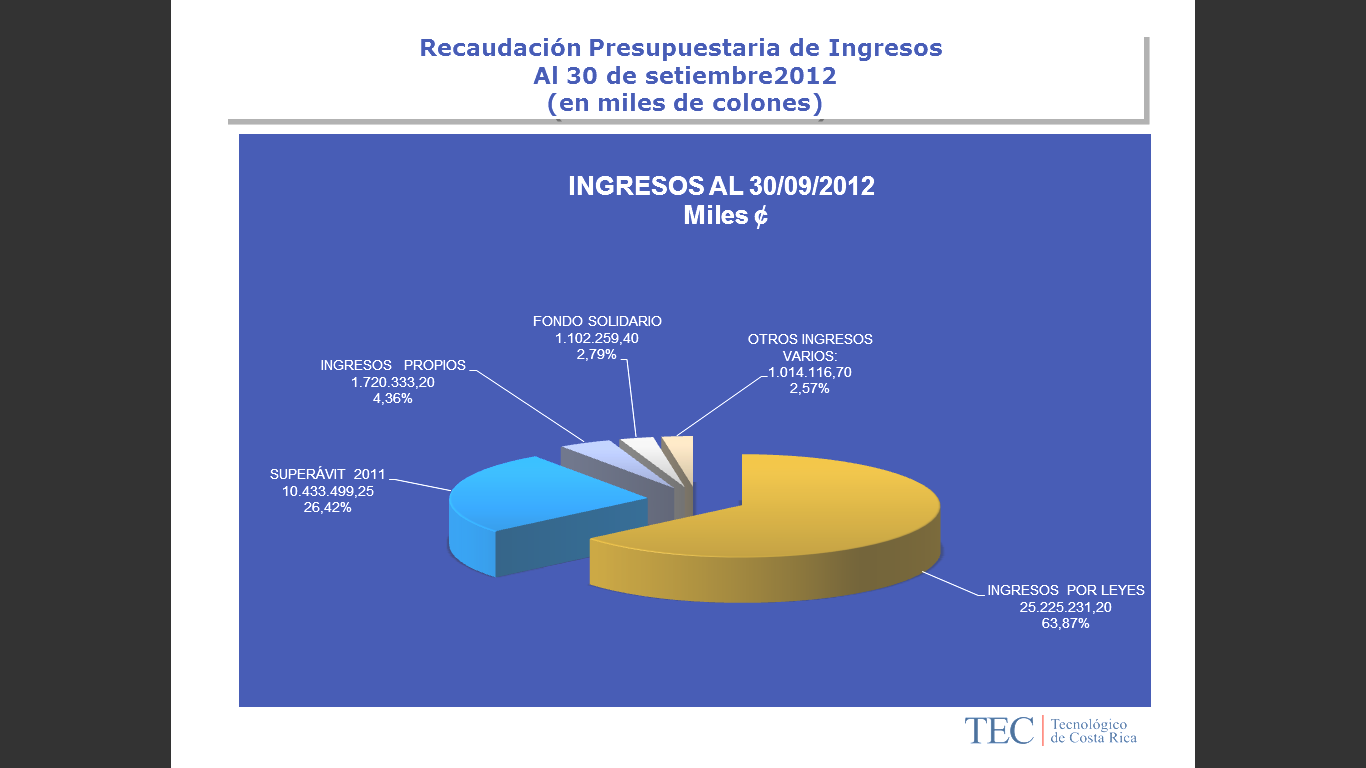 Recaudación Presupuestaria de Ingresos
Al 30 de setiembre2012
(en miles de colones)
INGRESOS AL 30/09/2012
Miles ₡
FONDO SOLIDARIO
1.102.259,40
2,79%
OTROS INGRESOS
VARIOS:
1.014.116,70
2,57%
INGRESOS PROPIOS
1.720.333,20
4,36%
SUPERÁVIT 2011
10.433.499,25
26,42%
INGRESOS POR LEYES
25.225.231,20
63,87%
TEC
Tecnológico
de Costa Rica